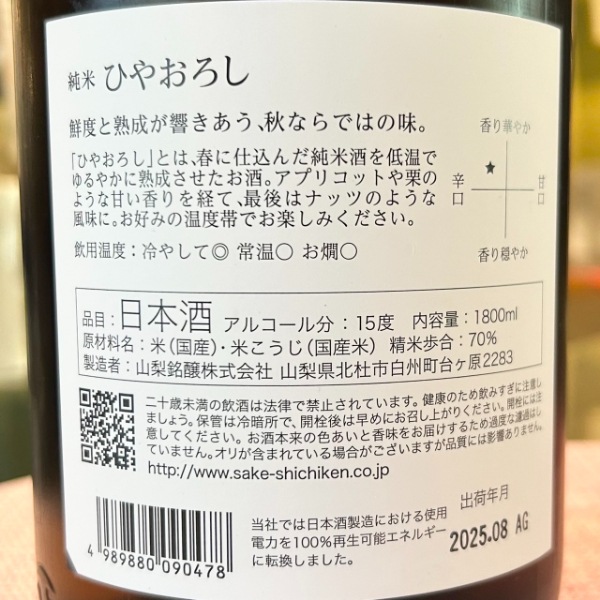 純米 ひやおろし
鮮度と熟成が響きあう、秋ならではの味。
「ひやおろし」とは、春に仕込んだ純米酒を低温で
ゆるやかに熟成させたお酒。アプリコットや栗の
ような甘い香りを経て、最後はナッツのような
風味に。お好みの温度帯でお楽しみください。
飲用温度：冷やして◎ 常温〇 お燗〇
香り華やか
辛口
甘口
香り穏やか
品目：日本酒 アルコール分：15度 内容量：1800ml
原材料名：米（国産）・米こうじ（国産米） 精米歩合：70%
製造者：山梨銘醸株式会社 山梨県北杜市白州町台ヶ原2283
二十歳未満の飲酒は法律で禁止されています。健康のため飲みすぎに注意し
ましょう。保管は冷暗所で、開栓後は早めにお召し上がりください。開栓には注
意してください。お酒本来の色あいと香味をお届けするため過度な濾過はし
ていません。オリが含まれている場合がございますが品質には影響ありません。
http://www.sake-shichiken.co.jp
当社では日本酒製造における使用
電力を100%再生可能エネルギー
に転換しました。
出荷年月
2025.08 AG
4 989880 090478